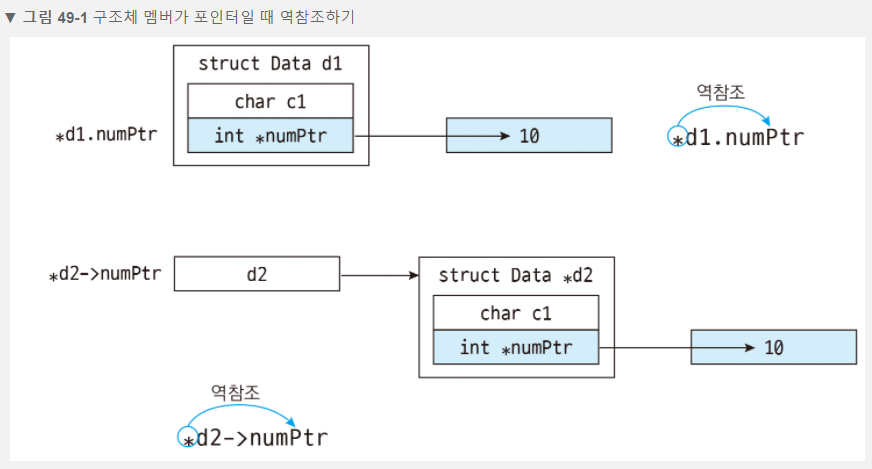 ▼ 그림 49-1 구조체 멤버가 포인터일 때 역참조하기
struct Data d1
char c1
*d1.numPtr
int *numPtr
10
역참조
*d1.numPtr
*d2->numPtr
d2
struct Data *d2
char c1
int *numPtr
10
역참조
*d2->numPtr